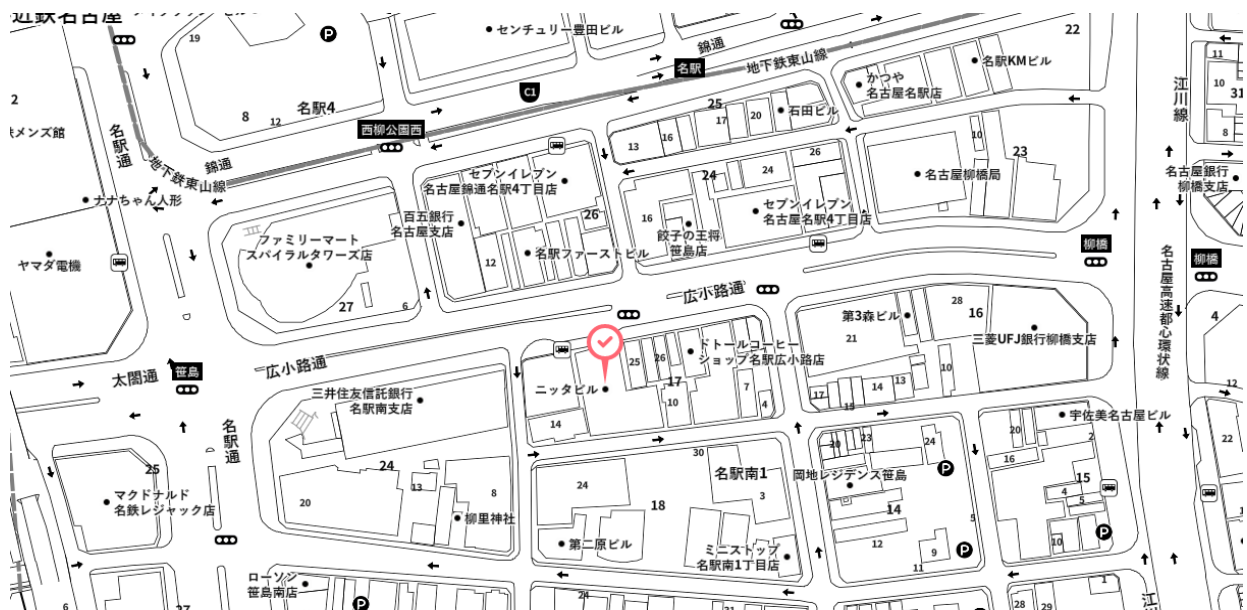 近鉄名古屋
19
P
センチュリー豊田ビル
錦通
22
名駅
地下鉄東山線
名駅KMビル
江川線
11
10
31
8
2
名駅4
8
12
C1
西柳公園西
かつや
名古屋名駅店
25
17
20
石田ビル
16
13
10
23
鉄メンズ館
名駅通
錦通
地下鉄東山線
セブンイレブン
名古屋錦通名駅4丁目店
24
24
26
名古屋柳橋局
名古屋銀行
柳橋支店
ナナちゃん人形
百五銀行
名古屋支店
26
16
セブンイレブン
名古屋名駅4丁目店
餃子の王将
笹島店
ヤマダ電機
ファミリーマート
スパイラルタワーズ店
12
名駅ファーストビル
柳橋
柳橋
名古屋高速都心環状線
27
6
広小路通
第3森ビル
28
16
4
21
三菱UFJ銀行柳橋支店
笹島
太閤通
広小路通
ドトールコーヒー
ショップ名駅広小路店
25
26
17
ニッタビル
10
7
4
14
10
17
15
14
13
12
三井住友信託銀行
名駅南支店
宇佐美名古屋ビル
名駅通
14
20
23
24
20
2
16
22
25
24
30
名駅南1
岡地レジデンス笹島
P
15
マクドナルド
名鉄レジャック店
20
13
8
24
3
18
14
4
5
5
柳里神社
第二原ビル
ミニストップ
名駅南1丁目店
12
9
P
10
P
11
ローソン
笹島南店
P
24
21
28
29
1
6
27
江川